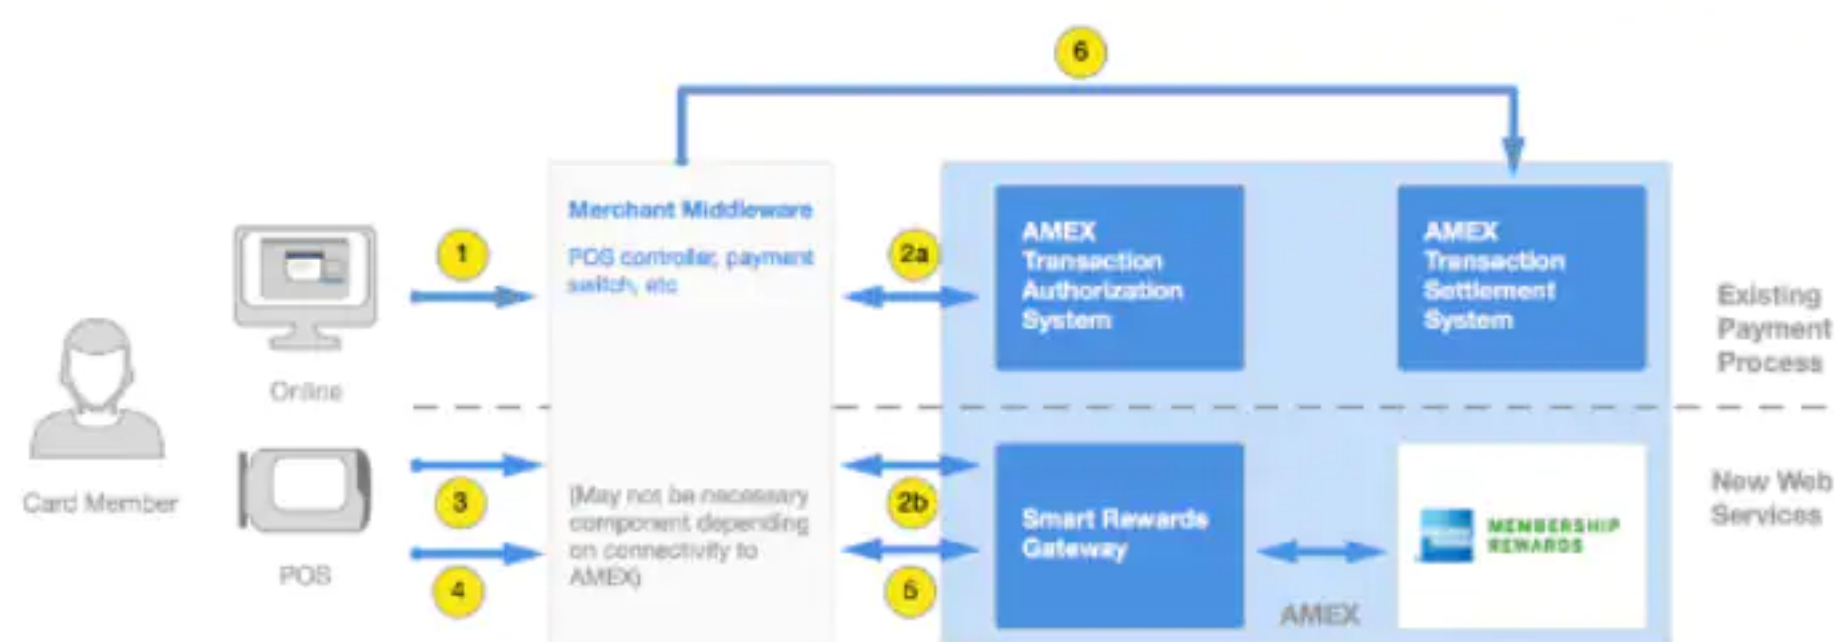 6
Merchant Middleware
POS controller, payment
switch, etc
1
2a
AMEX
Transaction
Authorization
System
AMEX
Transaction
Settlement
System
Existing
Payment
Process
Online
Card Member
POS
3
4
(May not be necessary
component depending
on connectivity to
AMEX)
2b
5
Smart Rewards
Gateway
MEMBERSHIP
REWARDS
AMEX
New Web
Services